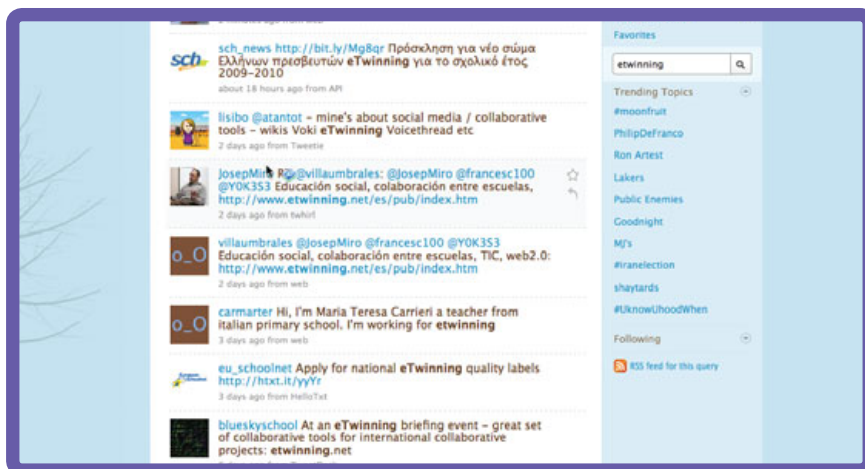 sch_news http://bit.ly/Mg8qr Πρόσκληση για νέο σώμα
Ελλήνων πρεσβευτών eTwinning για το σχολικό έτος
2009-2010
about 18 hours ago from API
sch
lisibo @atantot - mine's about social media / collaborative
tools - wikis Voki eTwinning Voicethread etc
2 days ago from Tweetie
JosepMiro @villaumbrales: @JosepMiro @francesc100
@Y0K3S3 Educación social, colaboración entre escuelas,
http://www.etwinning.net/es/pub/index.htm
2 days ago from twhirl
o_O
villaumbrales @JosepMiro @francesc100 @Y0K3S3
Educación social, colaboración entre escuelas, TIC, web2.0:
http://www.etwinning.net/es/pub/index.htm
2 days ago from web
o_O
carmarter Hi, I'm Maria Teresa Carrieri a teacher from
italian primary school. I'm working for etwinning
3 days ago from web
eu_schoolnet Apply for national eTwinning quality labels
http://htxt.it/yyYr
3 days ago from HelloTxt
blueskyschool At an eTwinning briefing event - great set
of collaborative tools for international collaborative
projects: etwinning.net
Favorites
etwinning
Trending Topics
#moonfruit
PhilipDeFranco
Ron Artest
Lakers
Public Enemies
Goodnight
MJ's
#iranelection
shaytards
#UknowUhoodWhen
Following
RSS feed for this query